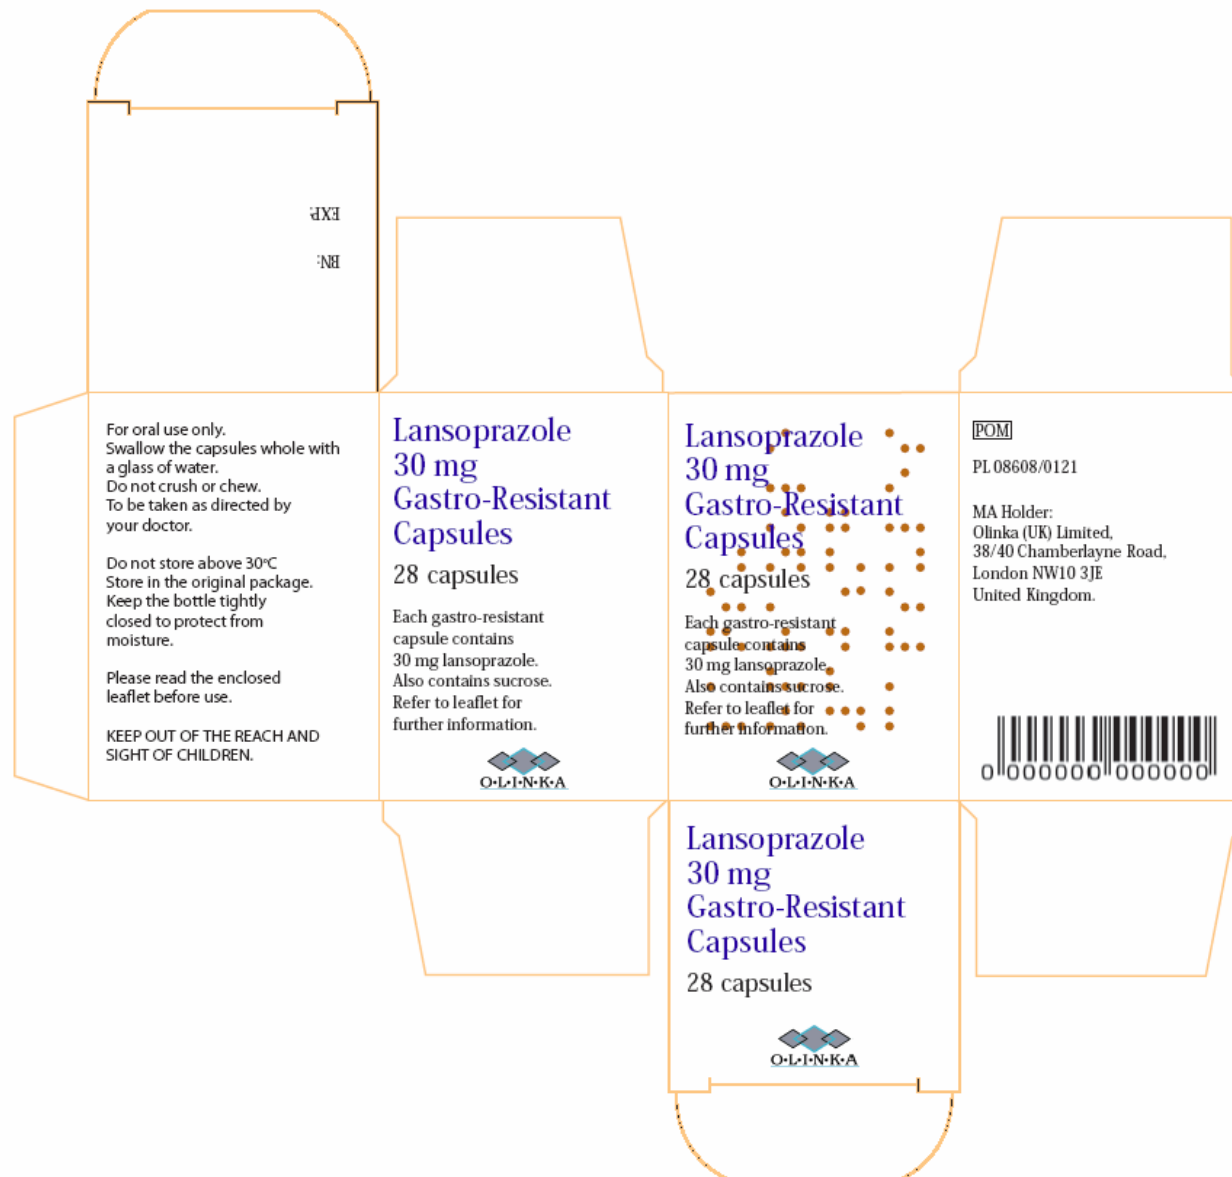 EXP:
BN:
For oral use only.
Swallow the capsules whole with
a glass of water.
Do not crush or chew.
To be taken as directed by
your doctor.
Do not store above 30ºC
Store in the original package.
Keep the bottle tightly
closed to protect from
moisture.
Please read the enclosed
leaflet before use.
KEEP OUT OF THE REACH AND
SIGHT OF CHILDREN.
Lansoprazole
30 mg
Gastro-Resistant
Capsules
28 capsules
Each gastro-resistant
capsule contains
30 mg lansoprazole.
Also contains sucrose.
Refer to leaflet for
further information.
O•L•I•N•K•A
Lansoprazole
30 mg
Gastro-Resistant
Capsules
28 capsules
Each gastro-resistant
capsule contains
30 mg lansoprazole.
Also contains sucrose.
Refer to leaflet for
further information.
O•L•I•N•K•A
POM
PL 08608/0121
MA Holder:
Olinka (UK) Limited,
38/40 Chamberlayne Road,
London NW10 3JE
United Kingdom.
0 000000 000000
Lansoprazole
30 mg
Gastro-Resistant
Capsules
28 capsules
O•L•I•N•K•A